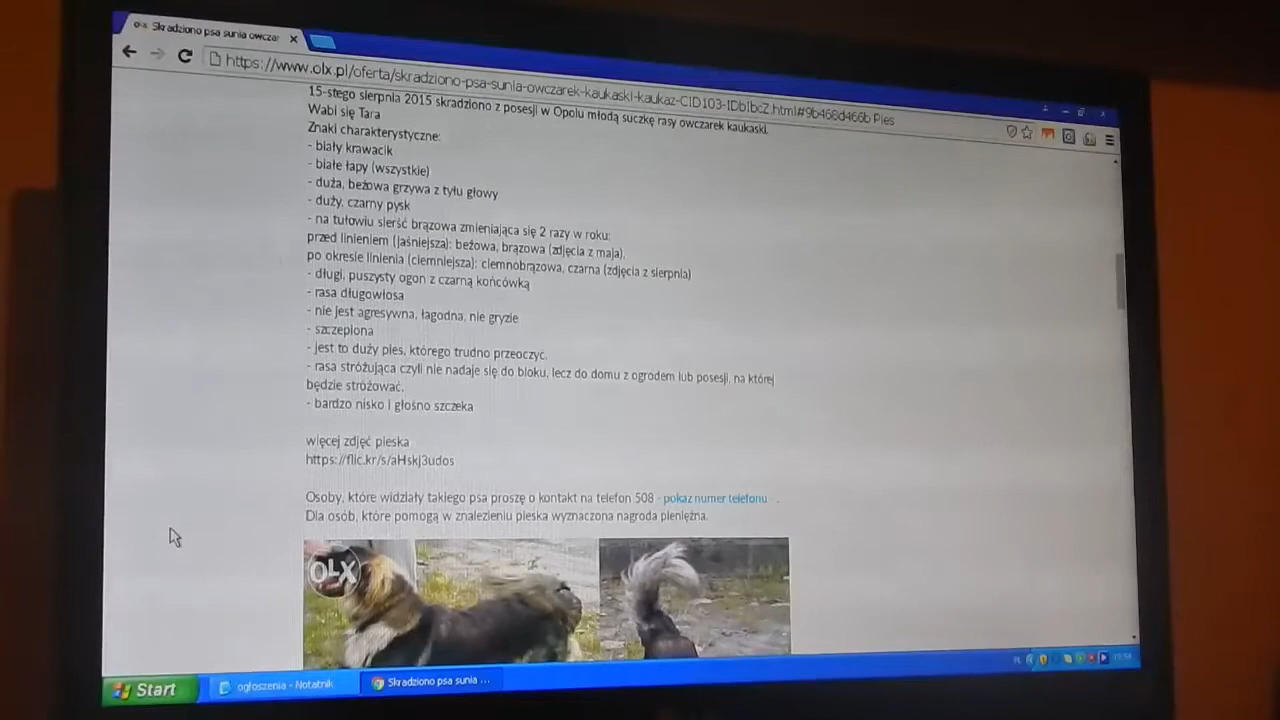 Skradziono psa sunia owczar
https://www.olx.pl/oferta/skradziono-psa-sunia-owczarek-kaukaski-kaukaz-CID103-IDbIbcZ.html#9b468d466b Pies
15-stego sierpnia 2015 skradziono z posesji w Opolu młodą suczkę rasy owczarek kaukaski.
Wabi się Tara
Znaki charakterystyczne:
- biały krawacik
- białe łapy (wszystkie)
- duża, beżowa grzywa z tyłu głowy
- duży, czarny pysk
- na tułowiu sierść brązowa zmieniająca się 2 razy w roku:
przed linieniem (jaśniejsza): beżowa, brązowa (zdjęcia z maja),
po okresie linienia (ciemniejsza): ciemnobrązowa, czarna (zdjęcia z sierpnia)
- długi, puszysty ogon z czarną końcówką
- rasa długowłosa
- nie jest agresywna, łagodna, nie gryzie
- szczepiona
- jest to duży pies, którego trudno przeoczyć.
- rasa stróżująca czyli nie nadaje się do bloku, lecz do domu z ogrodem lub posesji, na której
będzie stróżować.
- bardzo nisko i głośno szczeka
więcej zdjęć pieska
https://flic.kr/s/aHskj3udos
Osoby, które widziały takiego psa proszę o kontakt na telefon 508 - pokaż numer telefonu - .
Dla osób, które pomogą w znalezieniu pieska wyznaczona nagroda pieniężna.
OLX
Start
ogłoszenia - Notatnik
Skradziono psa sunia ...
PL
19:54